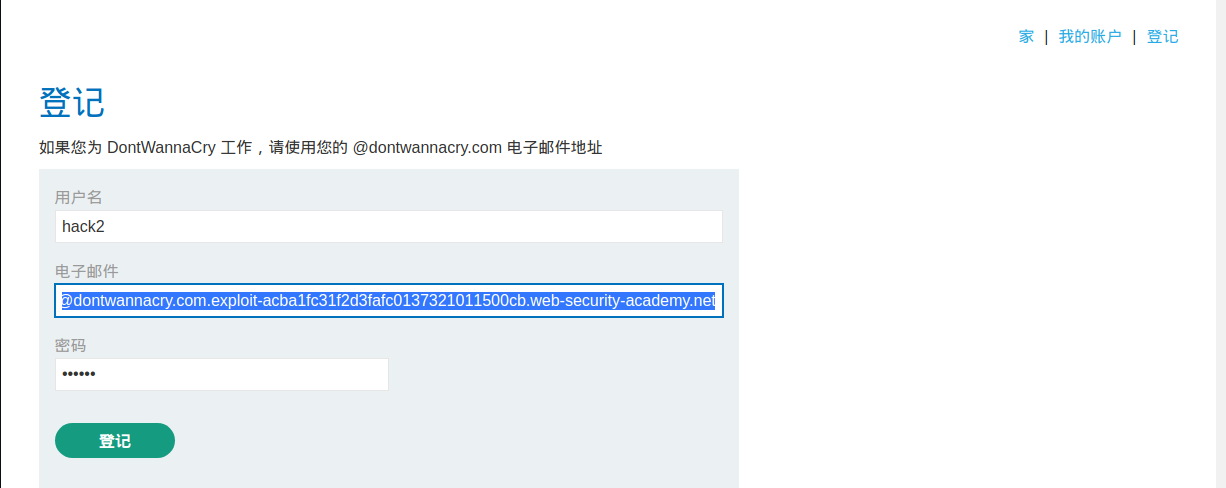 家 | 我的账户 | 登记
登记
如果您为 DontWannaCry 工作，请使用您的 @dontwannacry.com 电子邮件地址
用户名
hack2
电子邮件
@dontwannacry.com.exploit-acba1fc31f2d3fafc0137321011500cb.web-security-academy.net
密码
••••••
登记